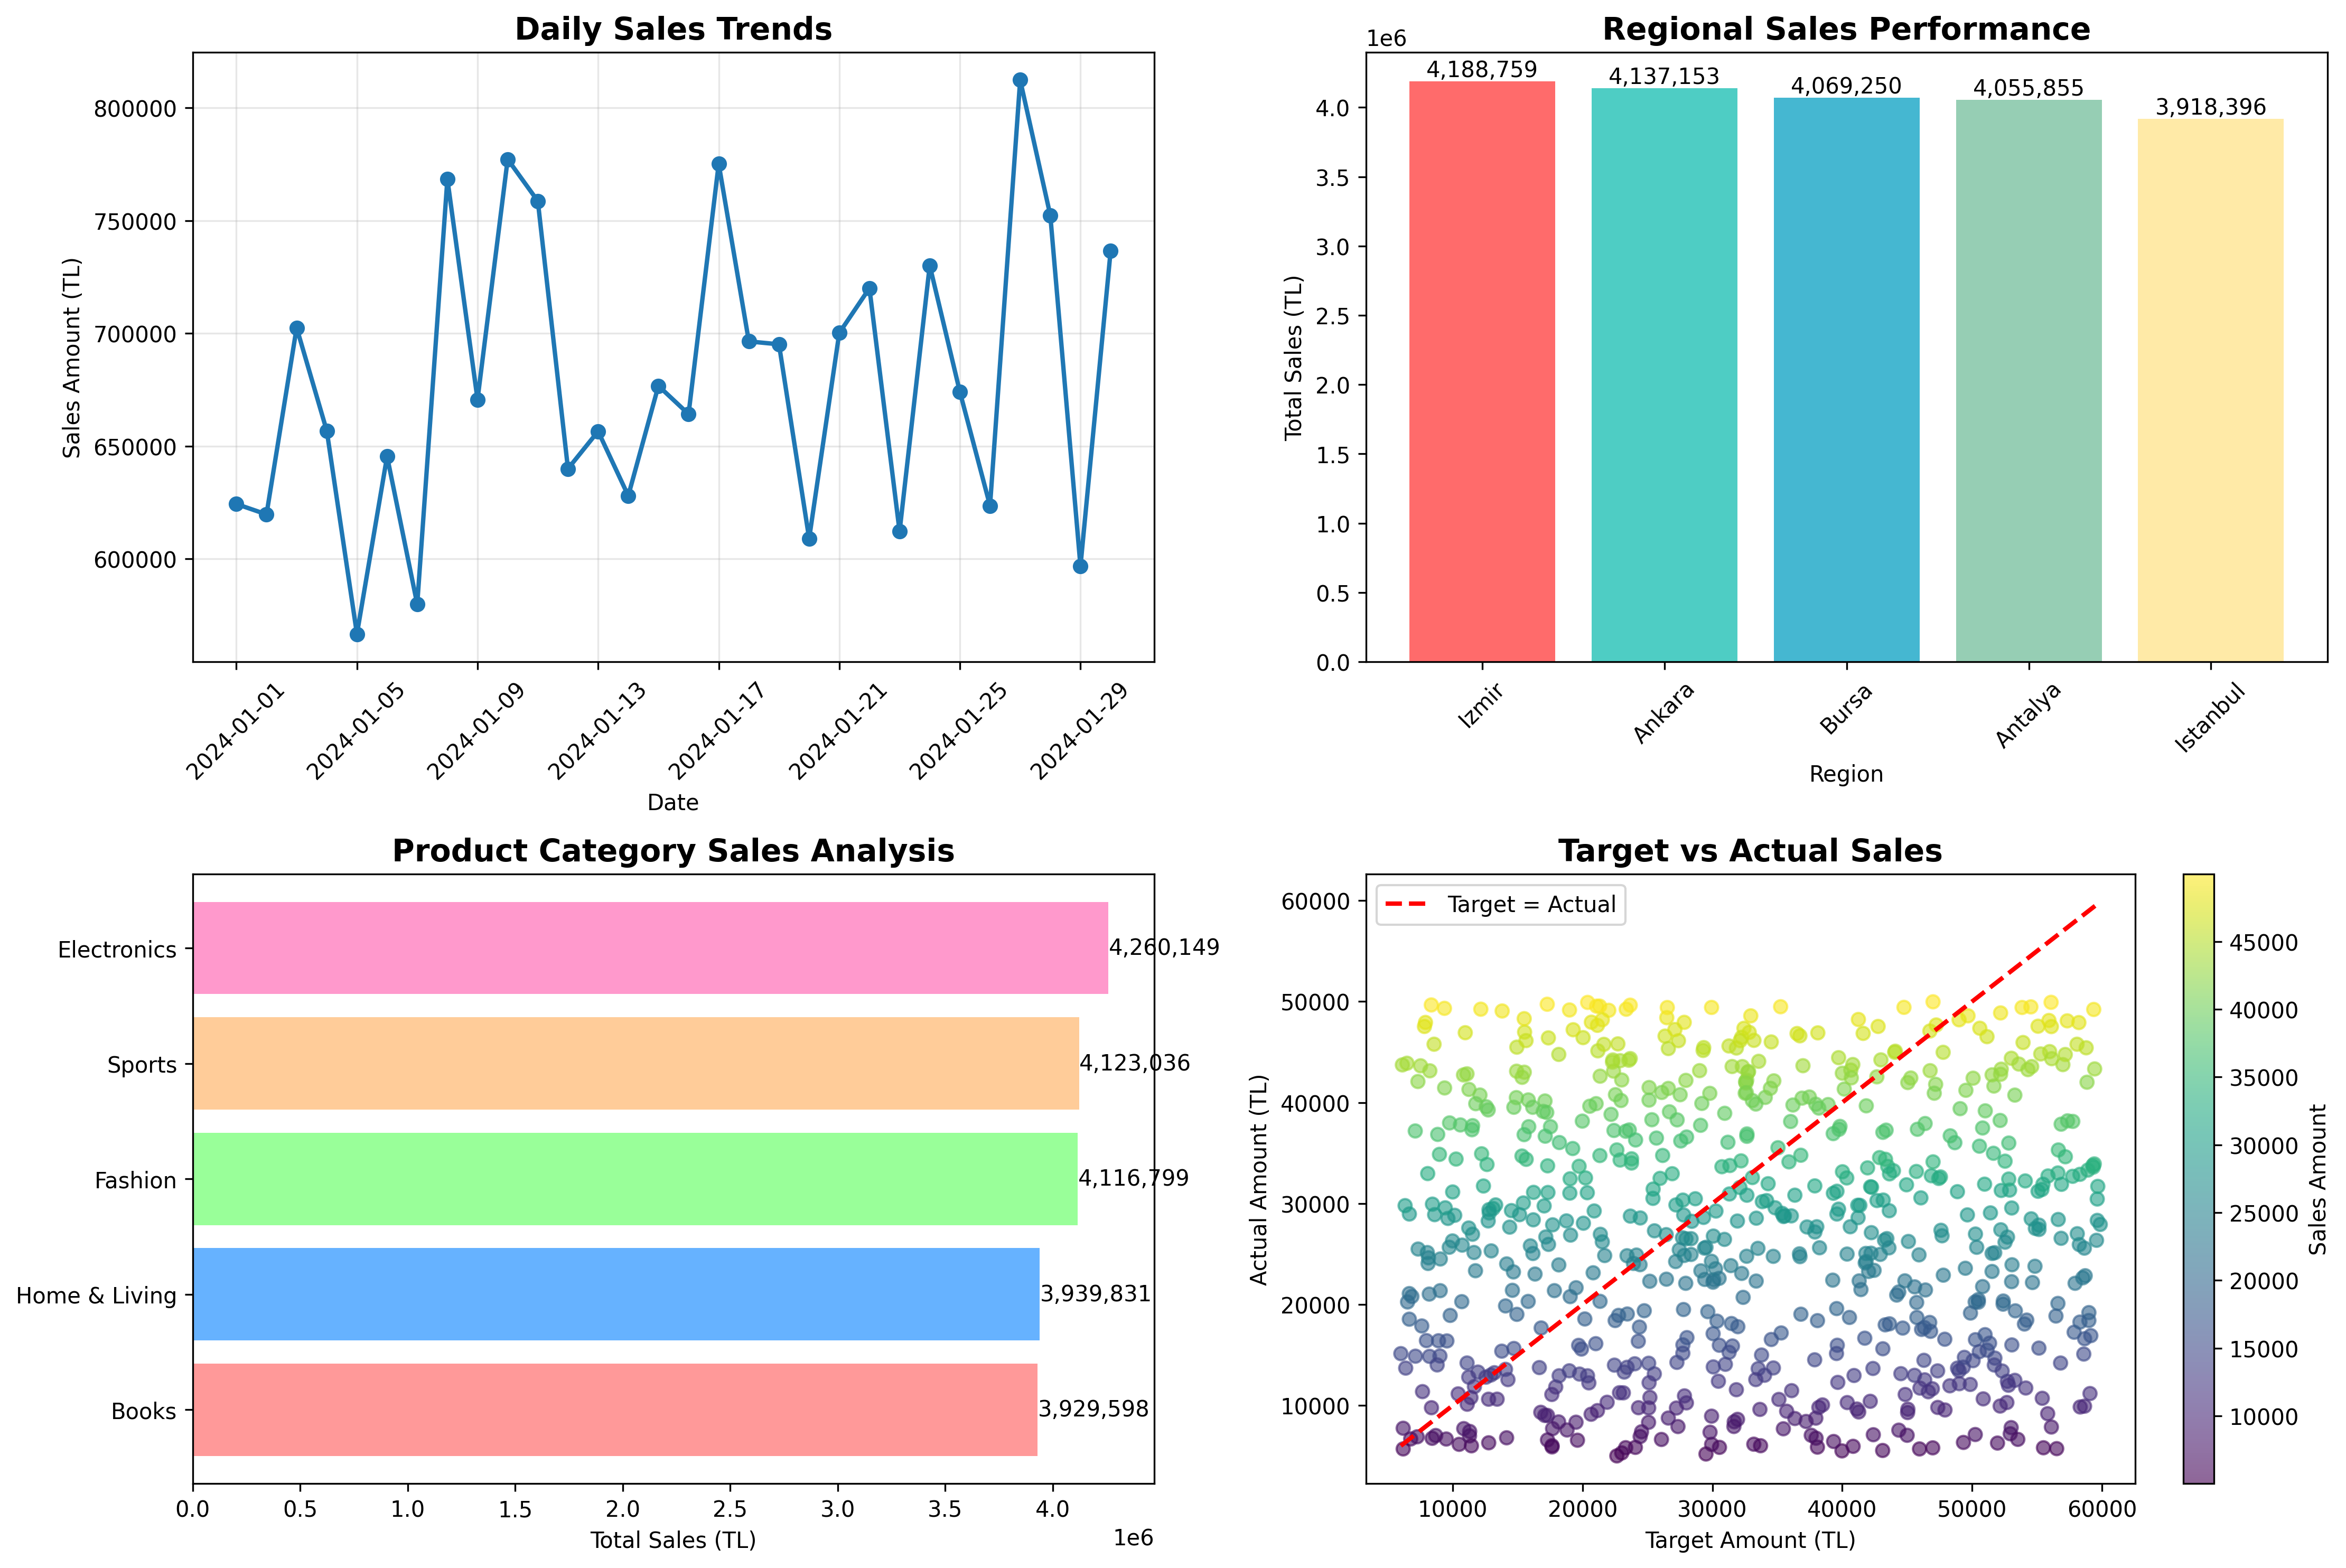 Daily Sales Trends
Sales Amount (TL)
800000
750000
700000
650000
600000
2024-01-01
2024-01-05
2024-01-09
2024-01-13
2024-01-17
2024-01-21
2024-01-25
2024-01-29
Date
Regional Sales Performance
1e6
Total Sales (TL)
4.0
3.5
3.0
2.5
2.0
1.5
1.0
0.5
0.0
4,188,759
4,137,153
4,069,250
4,055,855
3,918,396
Izmir
Ankara
Bursa
Antalya
Istanbul
Region
Product Category Sales Analysis
Electronics
4,260,149
Sports
4,123,036
Fashion
4,116,799
Home & Living
3,939,831
Books
3,929,598
0.0
0.5
1.0
1.5
2.0
2.5
3.0
3.5
4.0
1e6
Total Sales (TL)
Target vs Actual Sales
Target = Actual
Actual Amount (TL)
60000
50000
40000
30000
20000
10000
10000
20000
30000
40000
50000
60000
Target Amount (TL)
45000
40000
35000
30000
25000
20000
15000
10000
Sales Amount